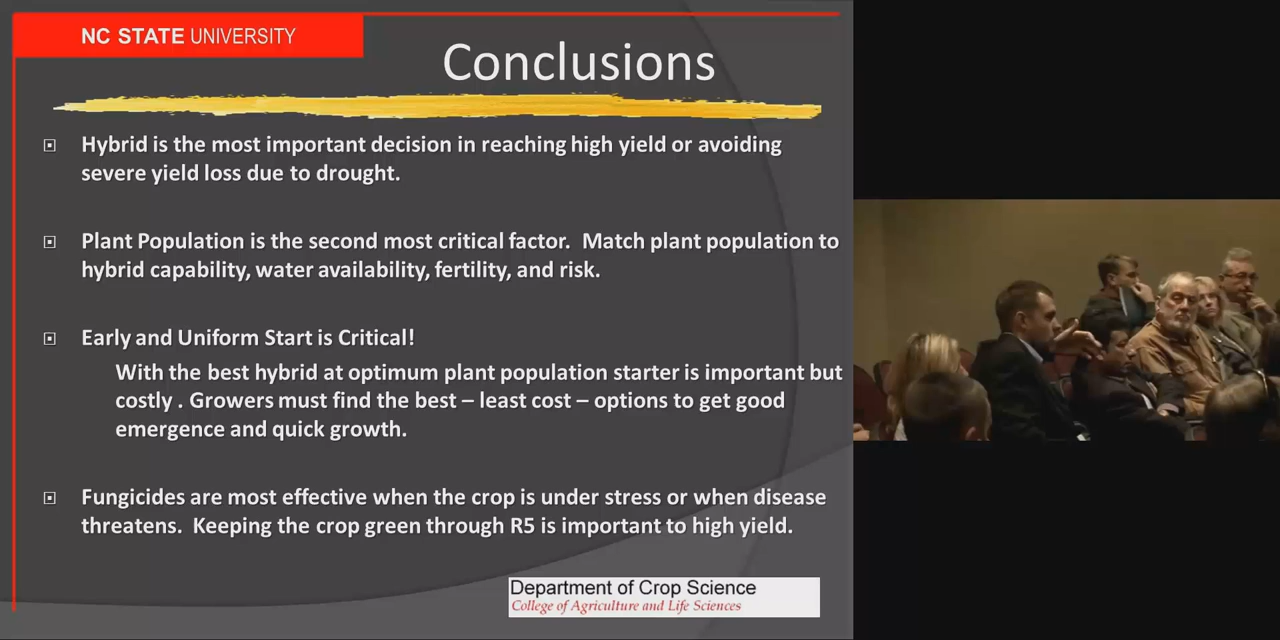 NC STATE UNIVERSITY
Conclusions
Hybrid is the most important decision in reaching high yield or avoiding
severe yield loss due to drought.
Plant Population is the second most critical factor.  Match plant population to
hybrid capability, water availability, fertility, and risk.
Early and Uniform Start is Critical!
With the best hybrid at optimum plant population starter is important but
costly . Growers must find the best – least cost – options to get good
emergence and quick growth.
Fungicides are most effective when the crop is under stress or when disease
threatens.  Keeping the crop green through R5 is important to high yield.
Department of Crop Science
College of Agriculture and Life Sciences